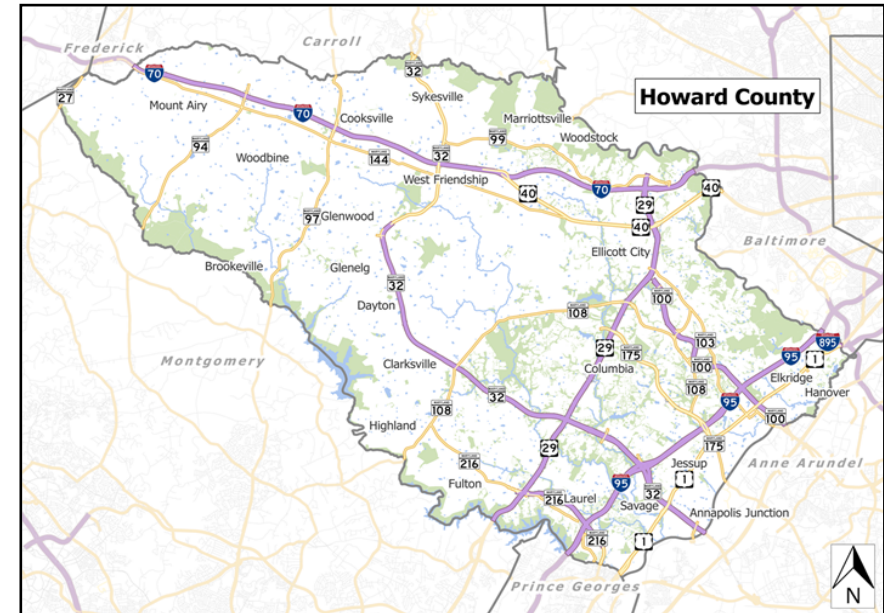 Frederick
Carroll
Howard County
70
32
27
Mount Airy
Sykesville
70
Cooksville
Marriottsville
99
Woodstock
94
Woodbine
144
32
West Friendship
40
70
40
29
97
Glenwood
40
Ellicott City
Baltimore
Brookeville
Glenelg
32
100
Dayton
108
Montgomery
29
175
103
895
95
1
Clarksville
Columbia
100
Elkridge
32
108
Hanover
95
108
100
Highland
29
175
216
Jessup
Anne Arundel
Fulton
95
1
216
Laurel
32
Savage
Annapolis Junction
216
1
Prince Georges
N